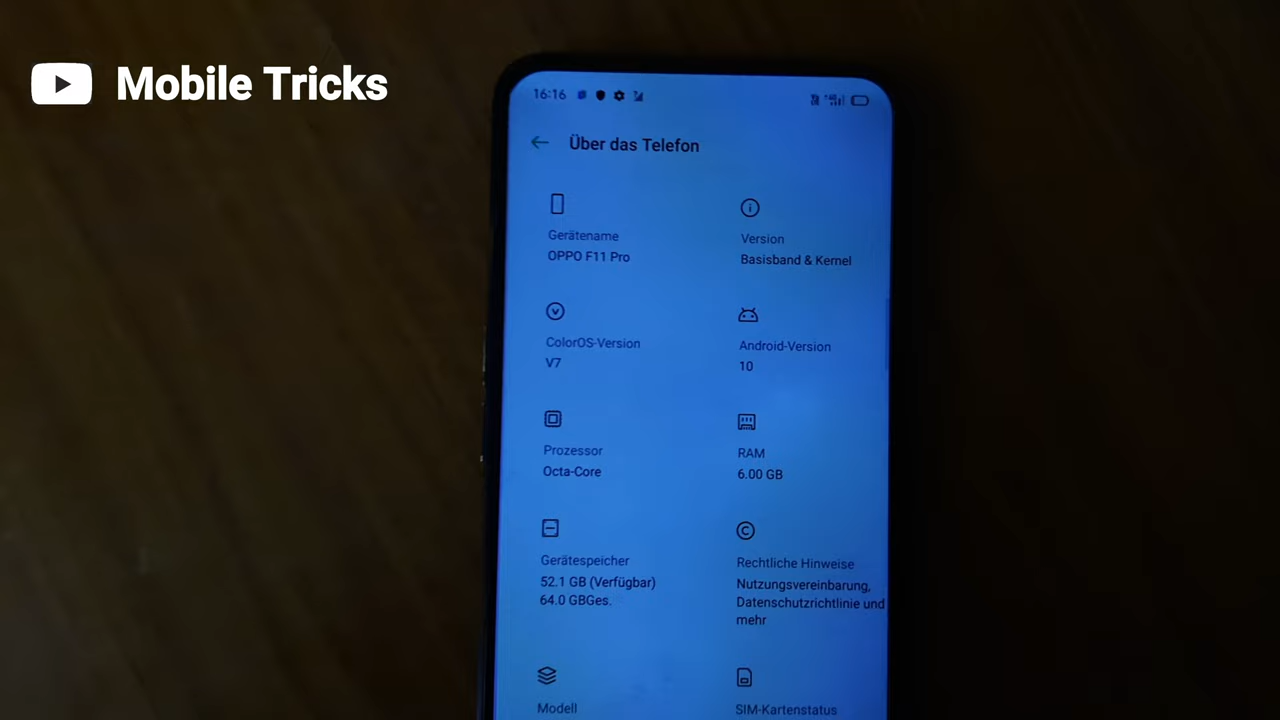 Mobile Tricks
16:16
Über das Telefon
Gerätename
OPPO F11 Pro
Version
Basisband & Kernel
ColorOS-Version
V7
Android-Version
10
Prozessor
Octa-Core
RAM
6.00 GB
Gerätespeicher
52.1 GB (Verfügbar)
64.0 GBGes.
Rechtliche Hinweise
Nutzungsvereinbarung,
Datenschutzrichtlinie und
mehr
Modell
SIM-Kartenstatus